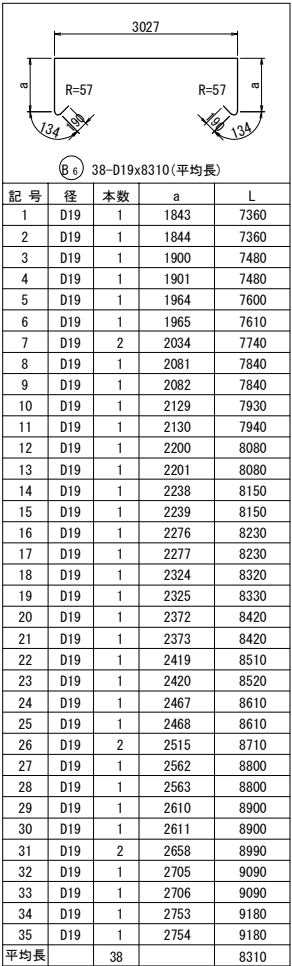 3027
a
R=57
R=57
a
134
190
190
134
B6 38-D19x8310(平均長)
記 号 径 本数 a L
1 D19 1 1843 7360
2 D19 1 1844 7360
3 D19 1 1900 7480
4 D19 1 1901 7480
5 D19 1 1964 7600
6 D19 1 1965 7610
7 D19 2 2034 7740
8 D19 1 2081 7840
9 D19 1 2082 7840
10 D19 1 2129 7930
11 D19 1 2130 7940
12 D19 1 2200 8080
13 D19 1 2201 8080
14 D19 1 2238 8150
15 D19 1 2239 8150
16 D19 1 2276 8230
17 D19 1 2277 8230
18 D19 1 2324 8320
19 D19 1 2325 8330
20 D19 1 2372 8420
21 D19 1 2373 8420
22 D19 1 2419 8510
23 D19 1 2420 8520
24 D19 1 2467 8610
25 D19 1 2468 8610
26 D19 2 2515 8710
27 D19 1 2562 8800
28 D19 1 2563 8800
29 D19 1 2610 8900
30 D19 1 2611 8900
31 D19 2 2658 8990
32 D19 1 2705 9090
33 D19 1 2706 9090
34 D19 1 2753 9180
35 D19 1 2754 9180
平均長 38 8310